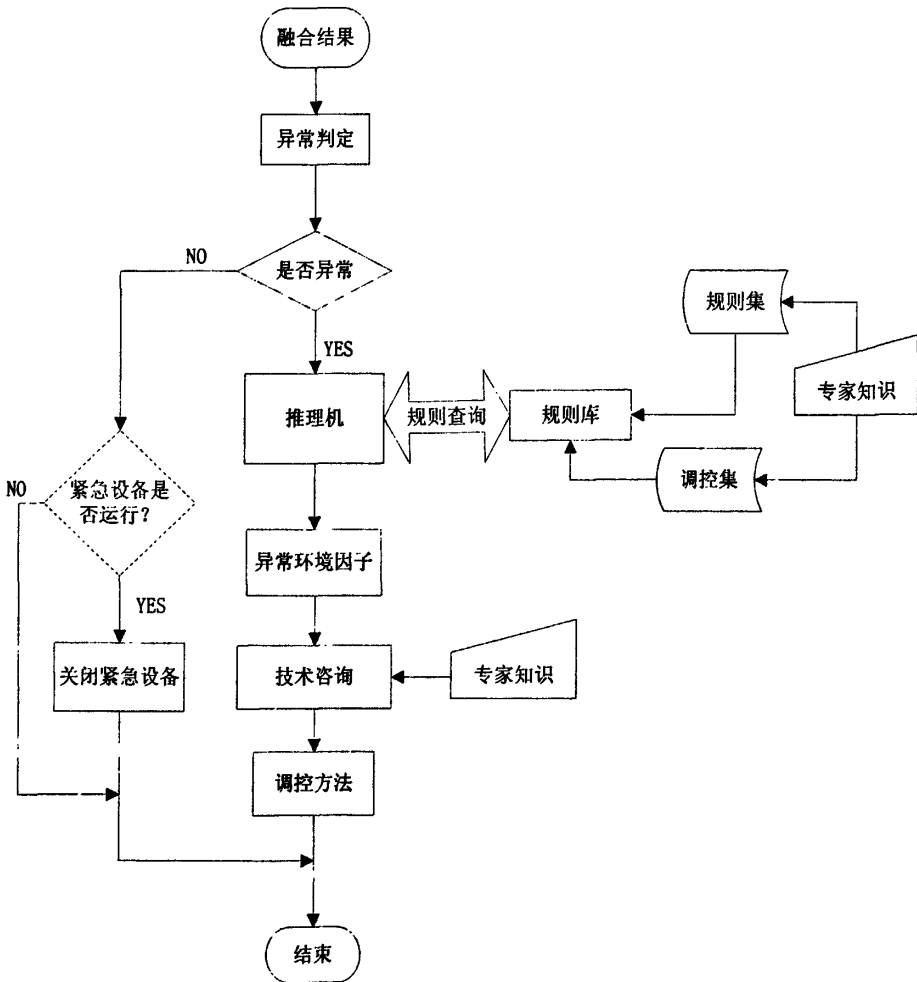 融合结果
异常判定
是否异常
NO
YES
推理机
规则查询
规则库
规则集
专家知识
调控集
紧急设备是
否运行？
NO
YES
关闭紧急设备
异常环境因子
技术咨询
专家知识
调控方法
结束